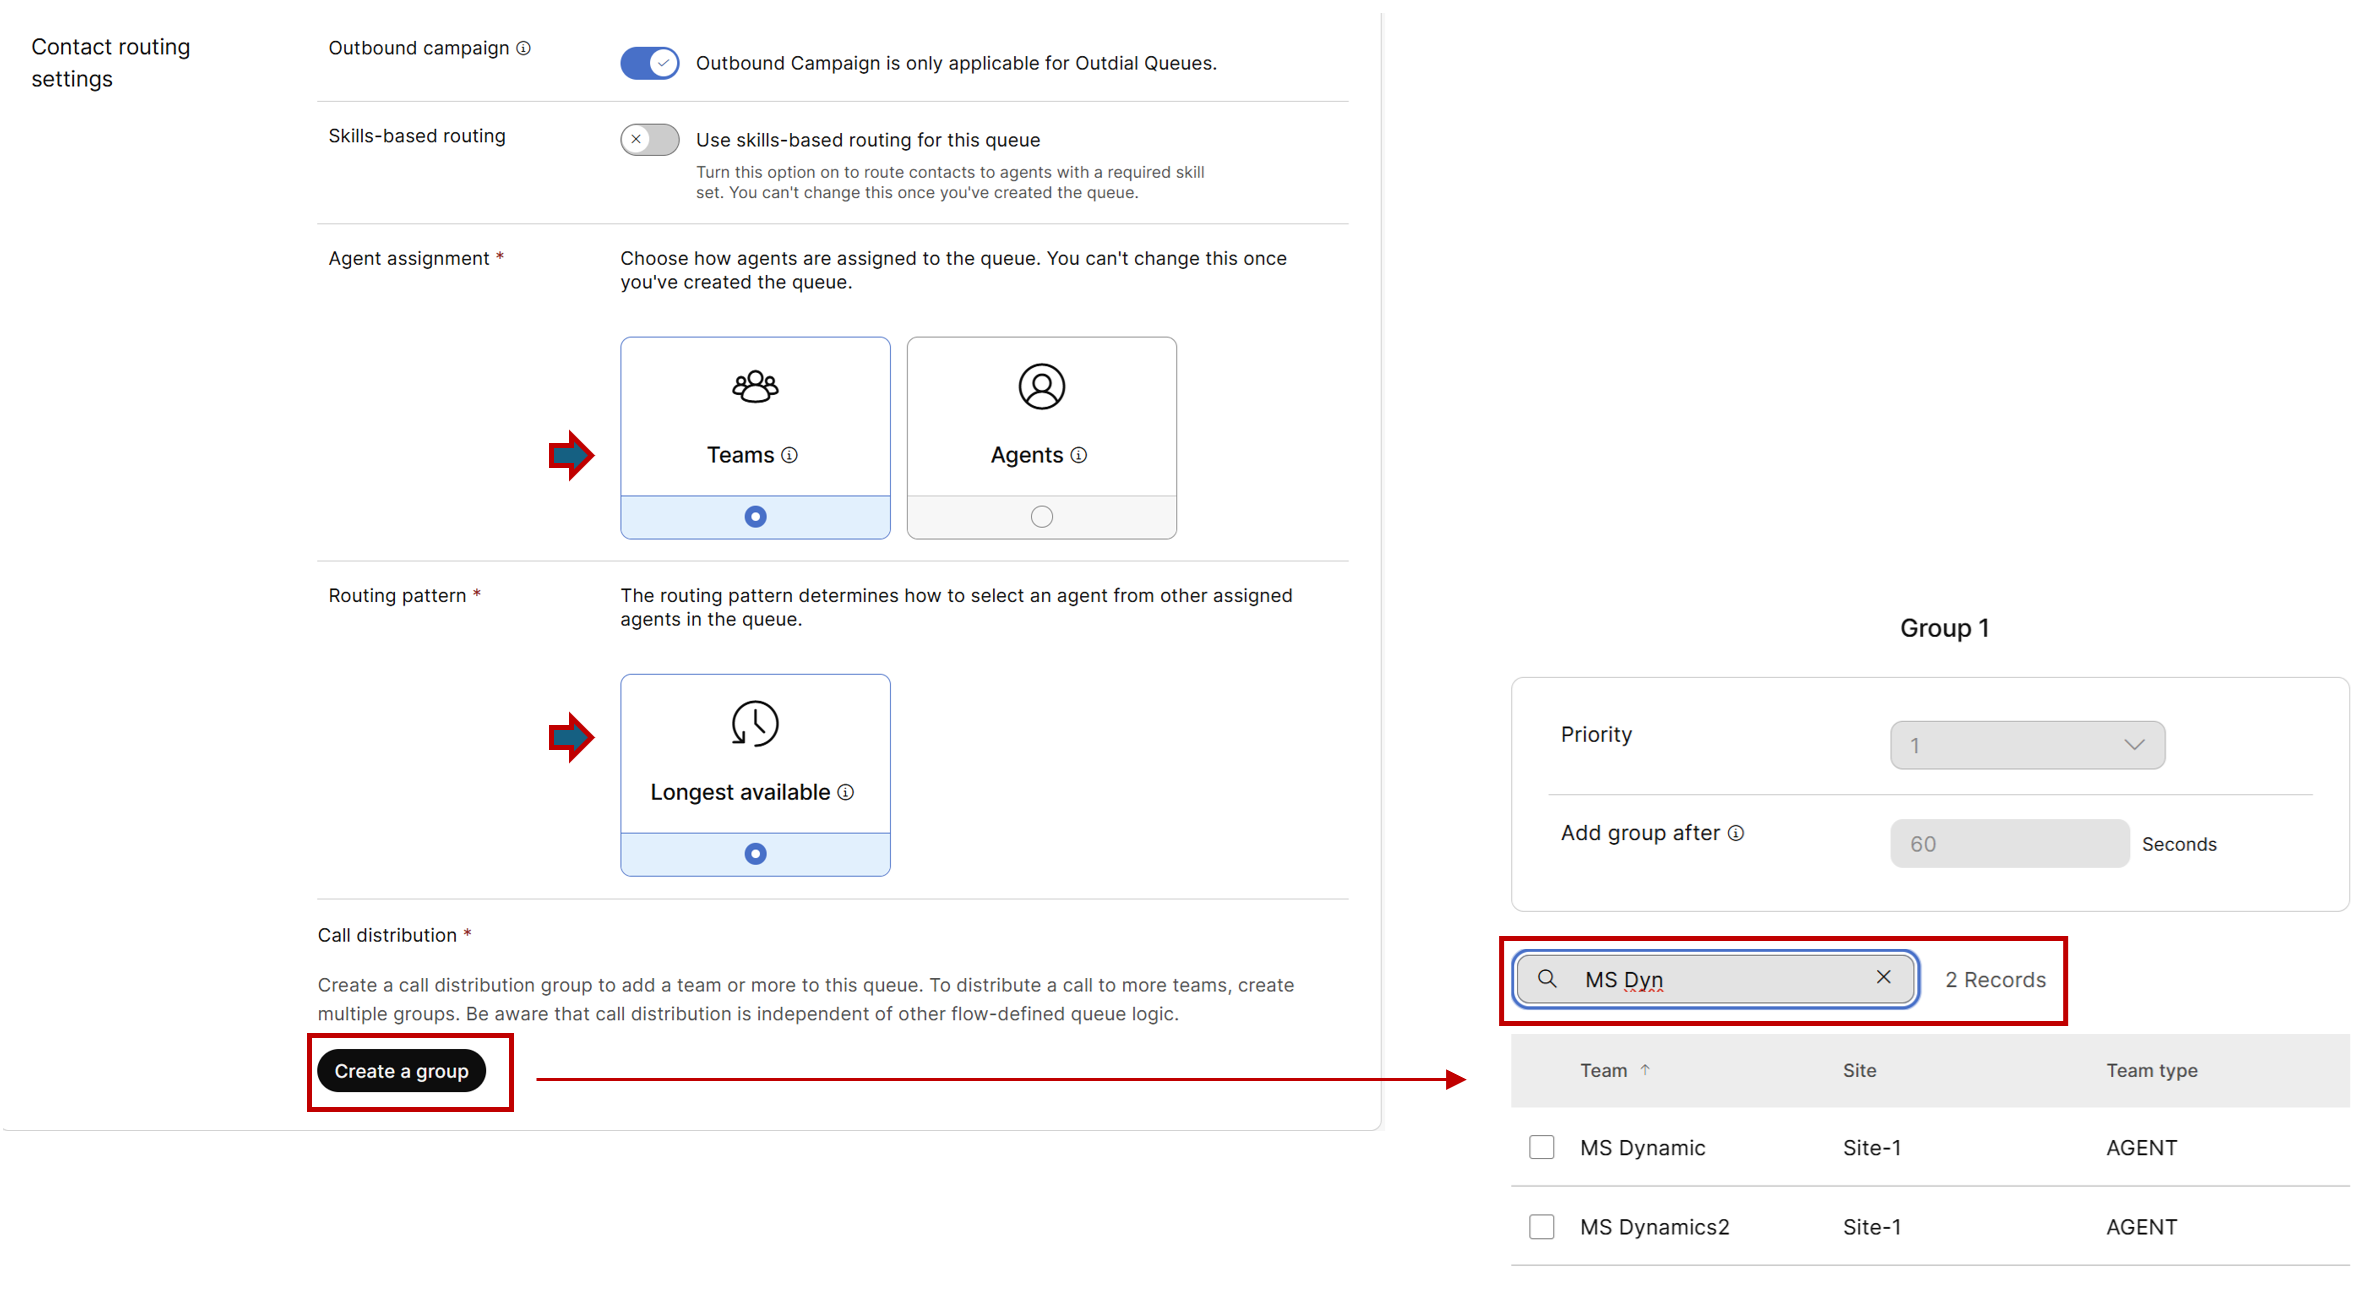 Contact routing
settings
Outbound campaign
Outbound Campaign is only applicable for Outdial Queues.
Skills-based routing
Use skills-based routing for this queue
Turn this option on to route contacts to agents with a required skill
set. You can't change this once you've created the queue.
Agent assignment *
Choose how agents are assigned to the queue. You can't change this once
you've created the queue.
Teams
Agents
Routing pattern *
The routing pattern determines how to select an agent from other assigned
agents in the queue.
Longest available
Call distribution *
Create a call distribution group to add a team or more to this queue. To distribute a call to more teams, create
multiple groups. Be aware that call distribution is independent of other flow-defined queue logic.
Create a group
Group 1
Priority
1
Add group after
60
Seconds
MS Dyn
2 Records
Team
Site
Team type
MS Dynamic
Site-1
AGENT
MS Dynamics2
Site-1
AGENT